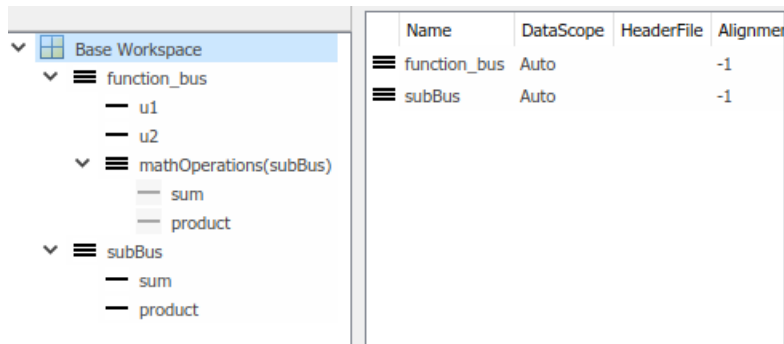 Base Workspace
function_bus
u1
u2
mathOperations(subBus)
sum
product
subBus
sum
product
Name DataScope HeaderFile Alignmen
function_bus Auto -1
subBus Auto -1